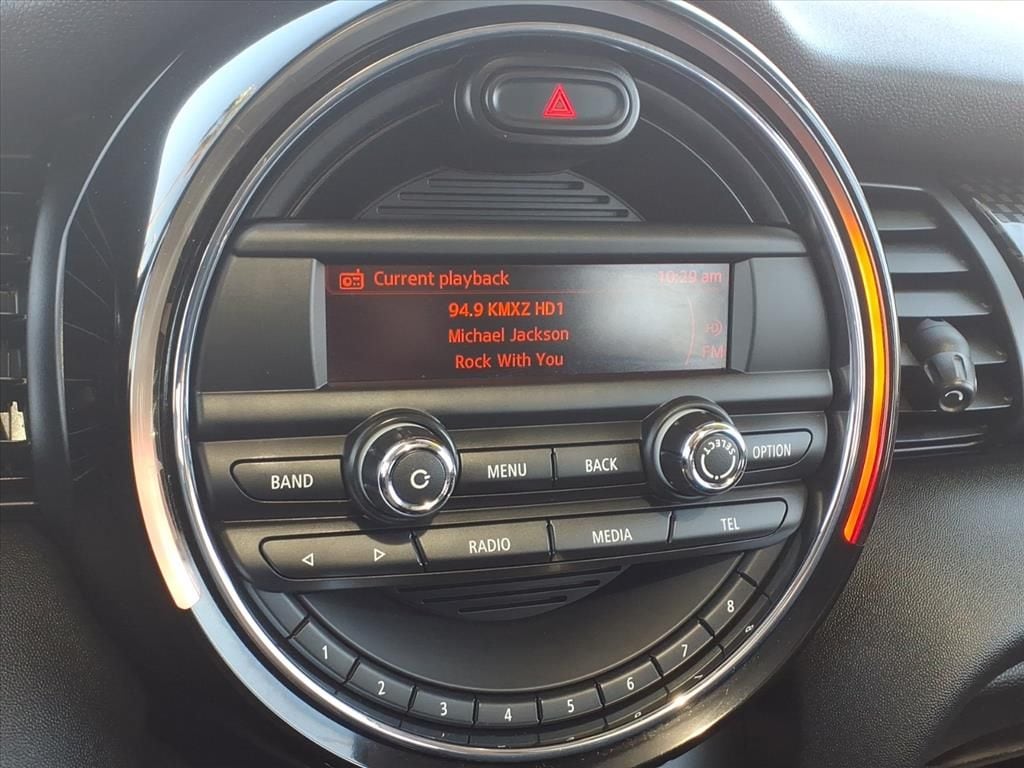 Current playback 10:29 am
94.9 KMXZ HD1
Michael Jackson
Rock With You
FM
BAND MENU BACK SELECT OPTION
RADIO MEDIA TEL
1 2 3 4 5 6 7 8